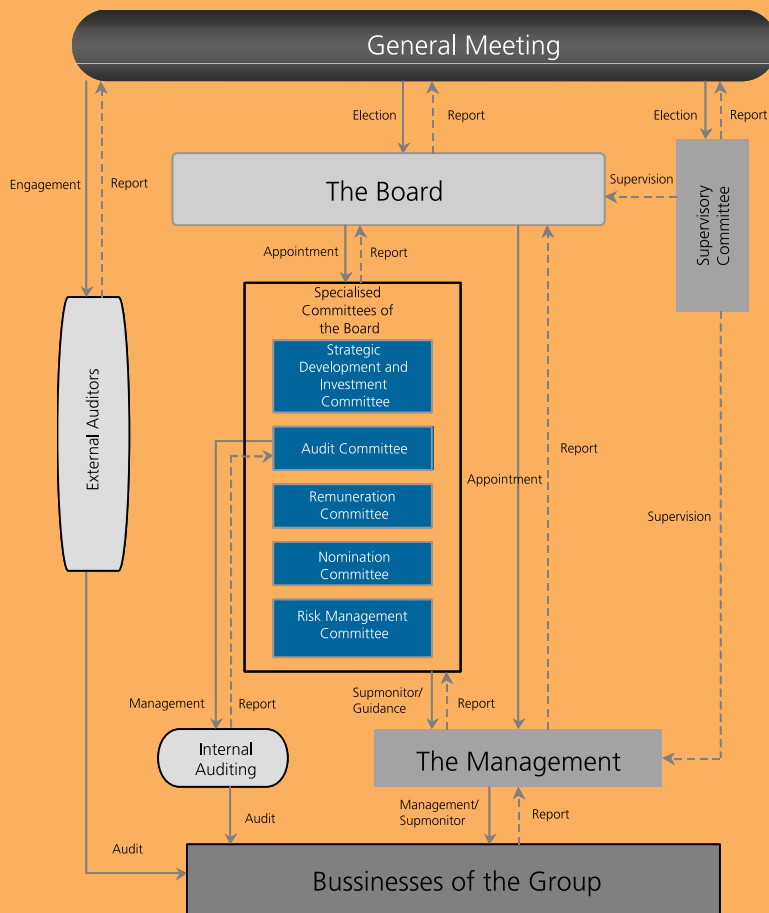 General Meeting
Election
Report
Election
Report
Engagement
Report
The Board
Supervision
Supervisory
Committee
Appointment
Report
Specialised
Committees of
the Board
Strategic
Development and
Investment
Committee
External Auditors
Audit Committee
Report
Appointment
Remuneration
Committee
Supervision
Nomination
Committee
Risk Management
Committee
Management
Report
Supmonitor/
Guidance
Report
Internal
Auditing
The Management
Management/
Supmonitor
Report
Audit
Audit
Bussinesses of the Group